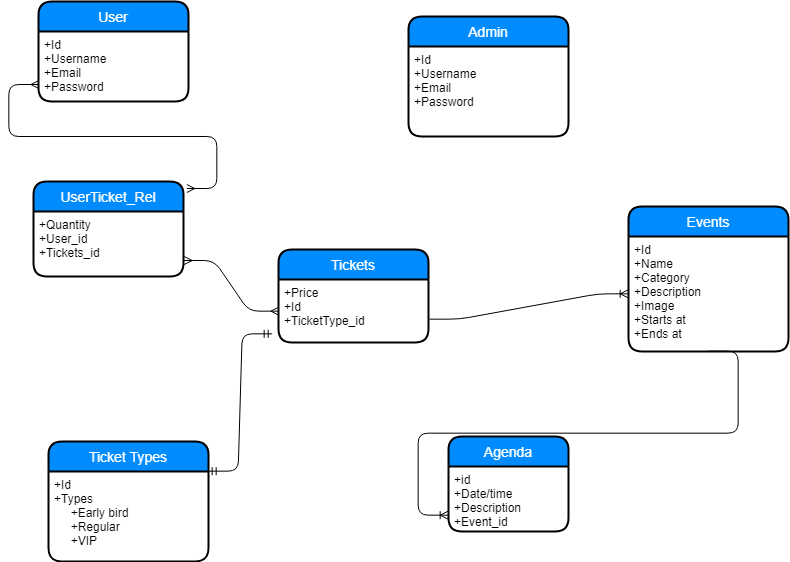 User
+Id
+Username
+Email
+Password
Admin
+Id
+Username
+Email
+Password
UserTicket_Rel
+Quantity
+User_id
+Tickets_id
Tickets
+Price
+Id
+TicketType_id
Events
+Id
+Name
+Category
+Description
+Image
+Starts at
+Ends at
Ticket Types
+Id
+Types
+Early bird
+Regular
+VIP
Agenda
+id
+Date/time
+Description
+Event_id